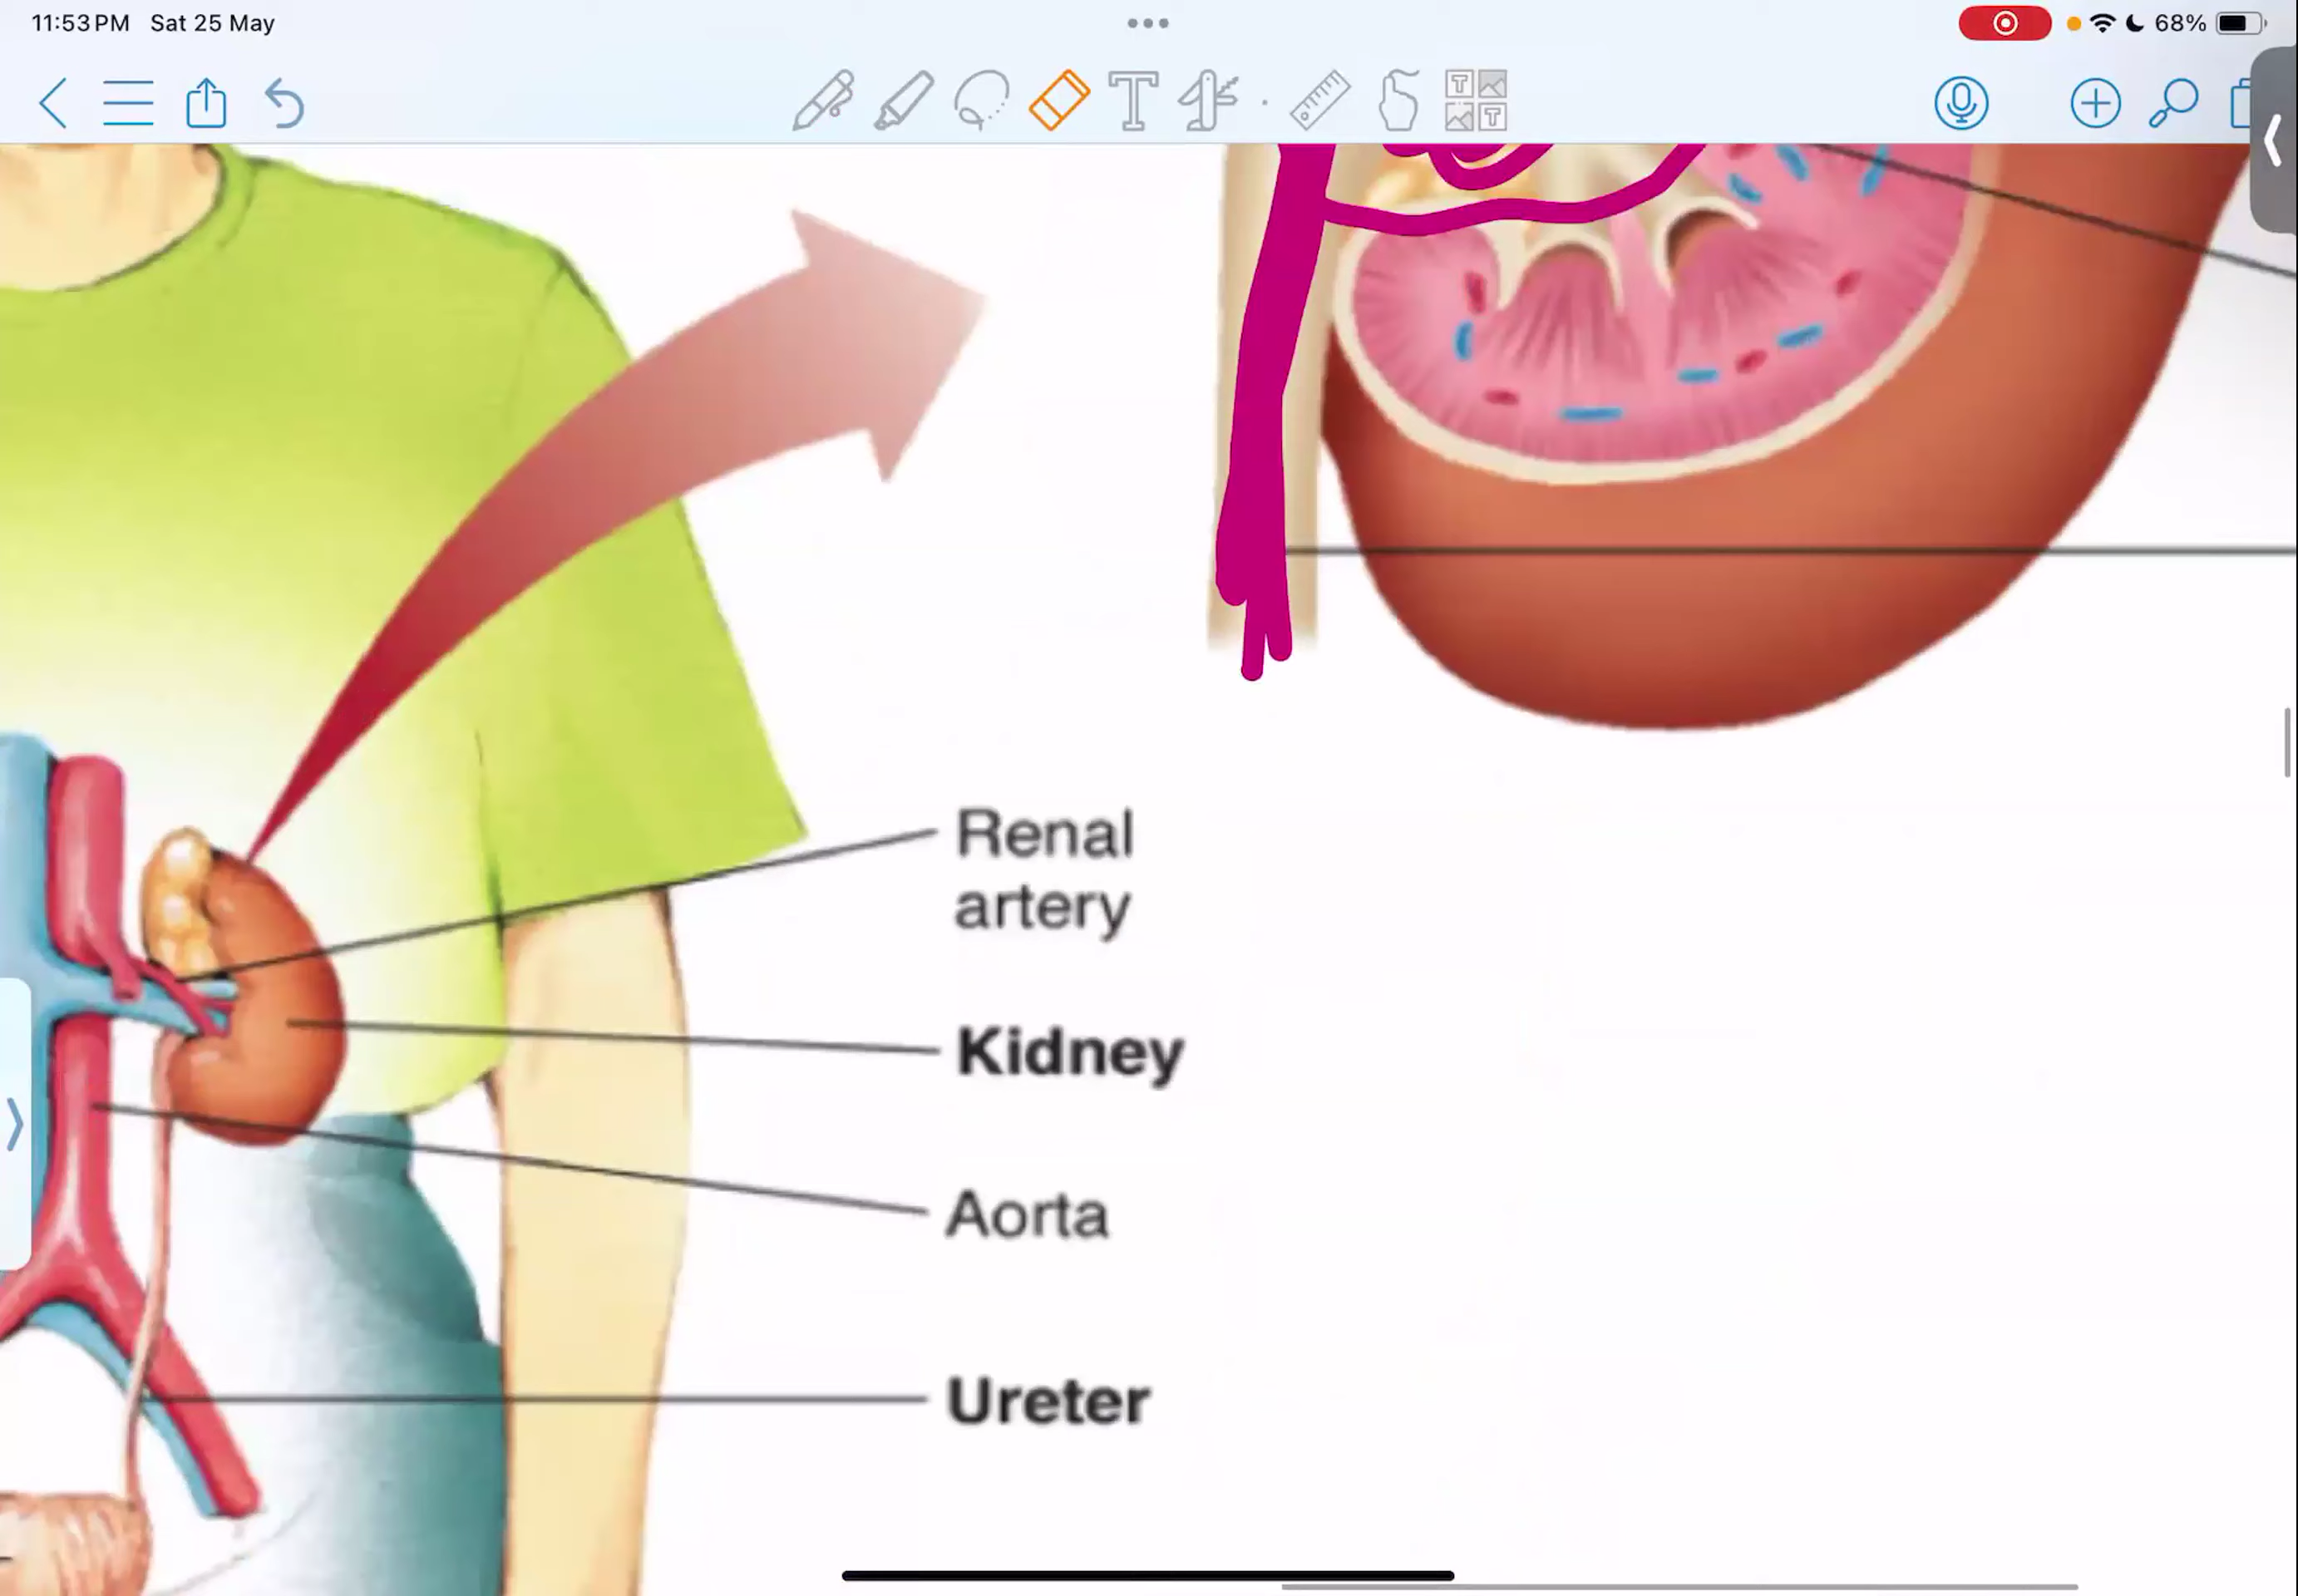 11:53 PM Sat 25 May
68%
Renal
artery
Kidney
Aorta
Ureter